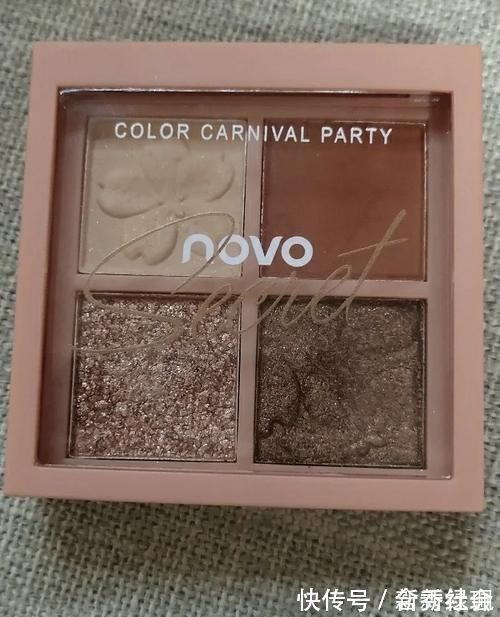 COLOR CARNIVAL PARTY
novo
Secret
快传号 /